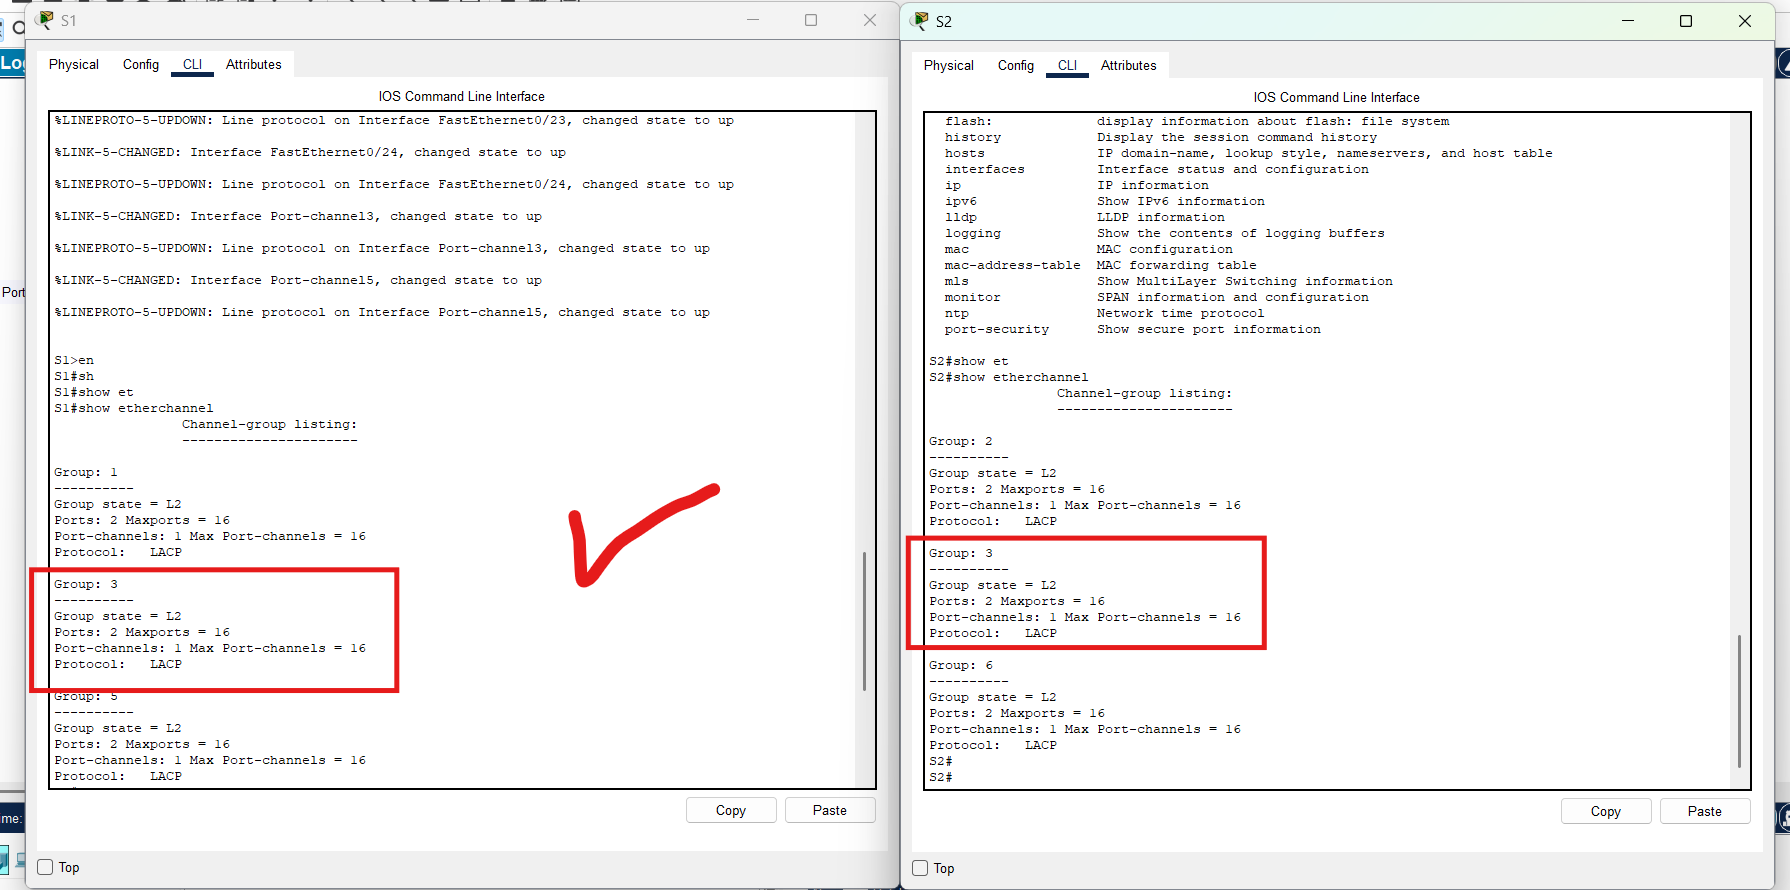 S1
Physical Config CLI Attributes
IOS Command Line Interface
%LINEPROTO-5-UPDOWN: Line protocol on Interface FastEthernet0/23, changed state to up
%LINK-5-CHANGED: Interface FastEthernet0/24, changed state to up
%LINEPROTO-5-UPDOWN: Line protocol on Interface FastEthernet0/24, changed state to up
%LINK-5-CHANGED: Interface Port-channel3, changed state to up
%LINEPROTO-5-UPDOWN: Line protocol on Interface Port-channel3, changed state to up
%LINK-5-CHANGED: Interface Port-channel5, changed state to up
%LINEPROTO-5-UPDOWN: Line protocol on Interface Port-channel5, changed state to up
S1>en
S1#sh
S1#show et
S1#show etherchannel
Channel-group listing:
----------------------
Group: 1
----------
Group state = L2
Ports: 2 Maxports = 16
Port-channels: 1 Max Port-channels = 16
Protocol: LACP
Group: 3
----------
Group state = L2
Ports: 2 Maxports = 16
Port-channels: 1 Max Port-channels = 16
Protocol: LACP
Group: 5
----------
Group state = L2
Ports: 2 Maxports = 16
Port-channels: 1 Max Port-channels = 16
Protocol: LACP
Copy Paste
Top
S2
Physical Config CLI Attributes
IOS Command Line Interface
flash: display information about flash: file system
history Display the session command history
hosts IP domain-name, lookup style, nameservers, and host table
interfaces Interface status and configuration
ip IP information
ipv6 Show IPv6 information
lldp LLDP information
logging Show the contents of logging buffers
mac MAC configuration
mac-address-table MAC forwarding table
mls Show MultiLayer Switching information
monitor SPAN information and configuration
ntp Network time protocol
port-security Show secure port information
S2#show et
S2#show etherchannel
Channel-group listing:
----------------------
Group: 2
----------
Group state = L2
Ports: 2 Maxports = 16
Port-channels: 1 Max Port-channels = 16
Protocol: LACP
Group: 3
----------
Group state = L2
Ports: 2 Maxports = 16
Port-channels: 1 Max Port-channels = 16
Protocol: LACP
Group: 6
----------
Group state = L2
Ports: 2 Maxports = 16
Port-channels: 1 Max Port-channels = 16
Protocol: LACP
S2#
S2#
Copy Paste
Top
Port